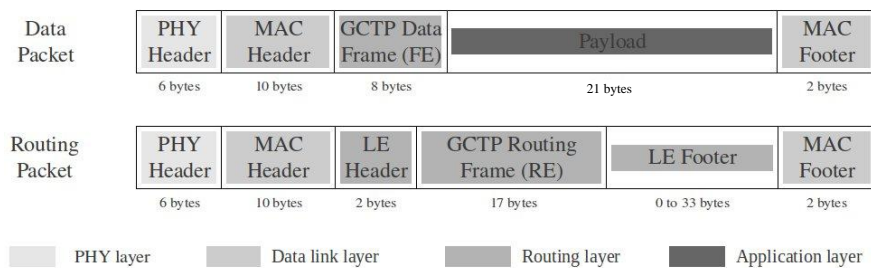 Data
Packet
PHY
Header
MAC
Header
GCTP Data
Frame (FE)
Payload
MAC
Footer
6 bytes
10 bytes
8 bytes
21 bytes
2 bytes
Routing
Packet
PHY
Header
MAC
Header
LE
Header
GCTP Routing
Frame (RE)
LE Footer
MAC
Footer
6 bytes
10 bytes
2 bytes
17 bytes
0 to 33 bytes
2 bytes
PHY layer
Data link layer
Routing layer
Application layer